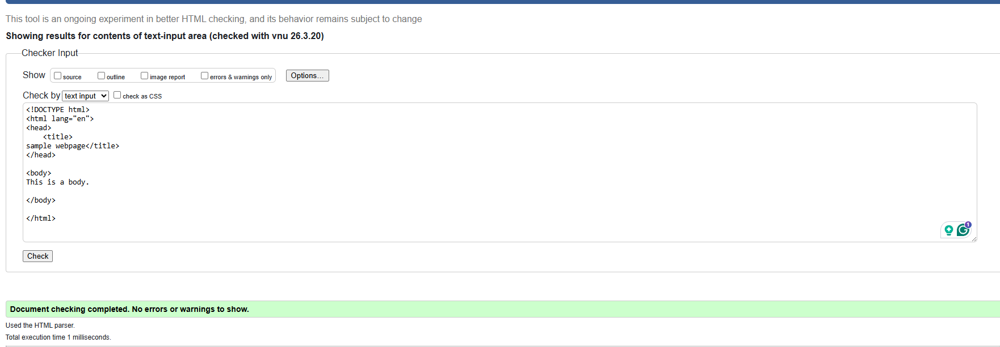 This tool is an ongoing experiment in better HTML checking, and its behavior remains subject to change
Showing results for contents of text-input area (checked with vnu 26.3.20)
Checker Input
Show source outline image report errors & warnings only Options...
Check by text input check as CSS
<!DOCTYPE html>
<html lang="en">
<head>
    <title>
sample webpage</title>
</head>
<body>
This is a body.
</body>
</html>
1
Check
Document checking completed. No errors or warnings to show.
Used the HTML parser.
Total execution time 1 milliseconds.